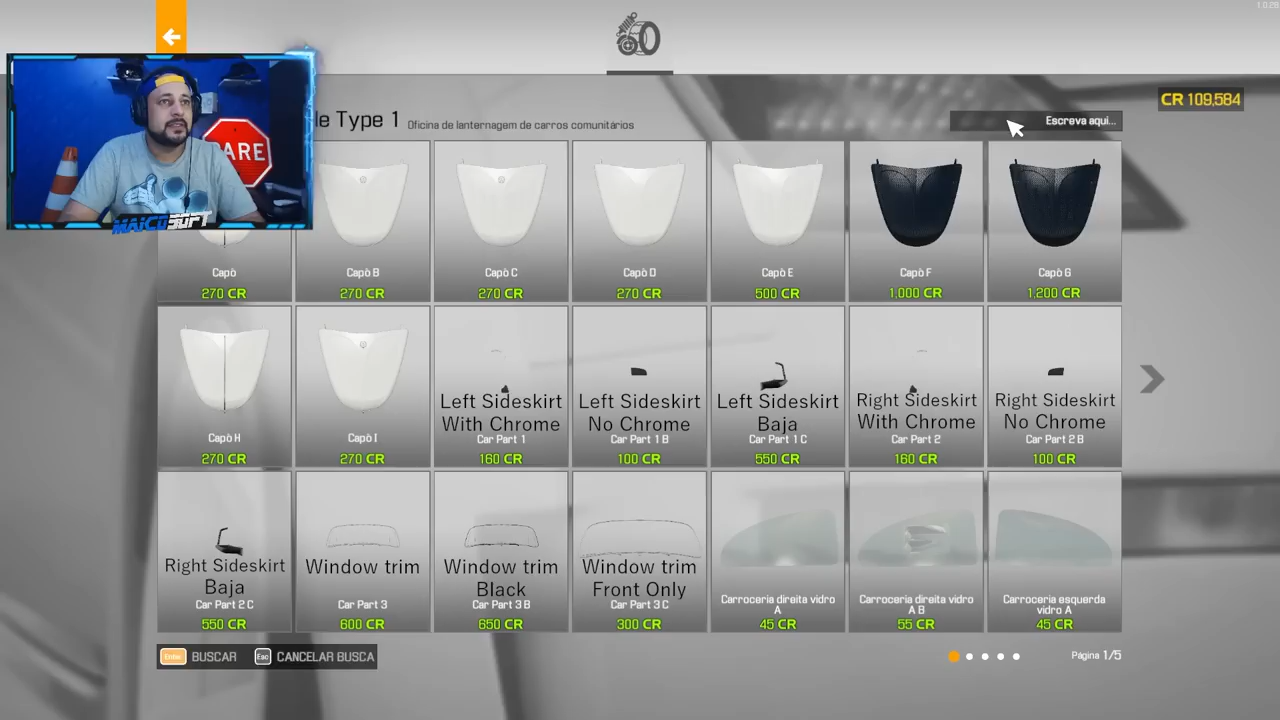 1.0.28
CR 109,584
le Type 1 Oficina de lanternagem de carros comunitários
Escreva aqui...
ARE
MAICOSOFT
Capô
270 CR
Capô B
270 CR
Capô C
270 CR
Capô D
270 CR
Capô E
500 CR
Capô F
1,000 CR
Capô G
1,200 CR
Capô H
270 CR
Capô I
270 CR
Left Sideskirt
With Chrome
Car Part 1
160 CR
Left Sideskirt
No Chrome
Car Part 1 B
100 CR
Left Sideskirt
Baja
Car Part 1 C
550 CR
Right Sideskirt
With Chrome
Car Part 2
160 CR
Right Sideskirt
No Chrome
Car Part 2 B
100 CR
Right Sideskirt
Baja
Car Part 2 C
550 CR
Window trim
Car Part 3
600 CR
Window trim
Black
Car Part 3 B
650 CR
Window trim
Front Only
Car Part 3 C
300 CR
Carroceria direita vidro
A
45 CR
Carroceria direita vidro
A B
55 CR
Carroceria esquerda
vidro A
45 CR
Enter BUSCAR Esc CANCELAR BUSCA
Página 1/5